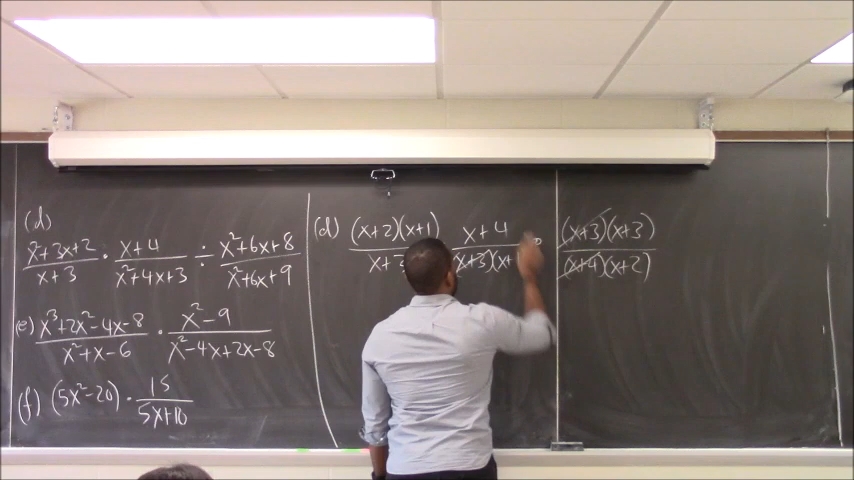 (d)
x²+3x+2 x+4 x²+6x+8
x+3 · x²+4x+3 ÷ x²+6x+9
(e) x³+2x²-4x-8 x²-9
x²+x-6 · x²-4x+2x-8
(f) (5x²-20) · 15
5x+10
(d) (x+2)(x+1) x+4 (x+3)(x+3)
(x+3)(x+ (x+4)(x+2)